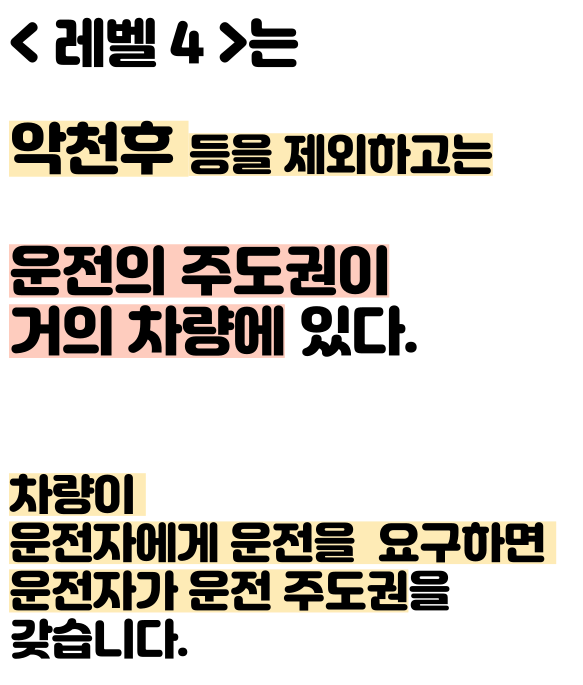 < 레벨 4 >는
악천후 등을 제외하고는
운전의 주도권이
거의 차량에 있다.
차량이
운전자에게 운전을 요구하면
운전자가 운전 주도권을
갖습니다.